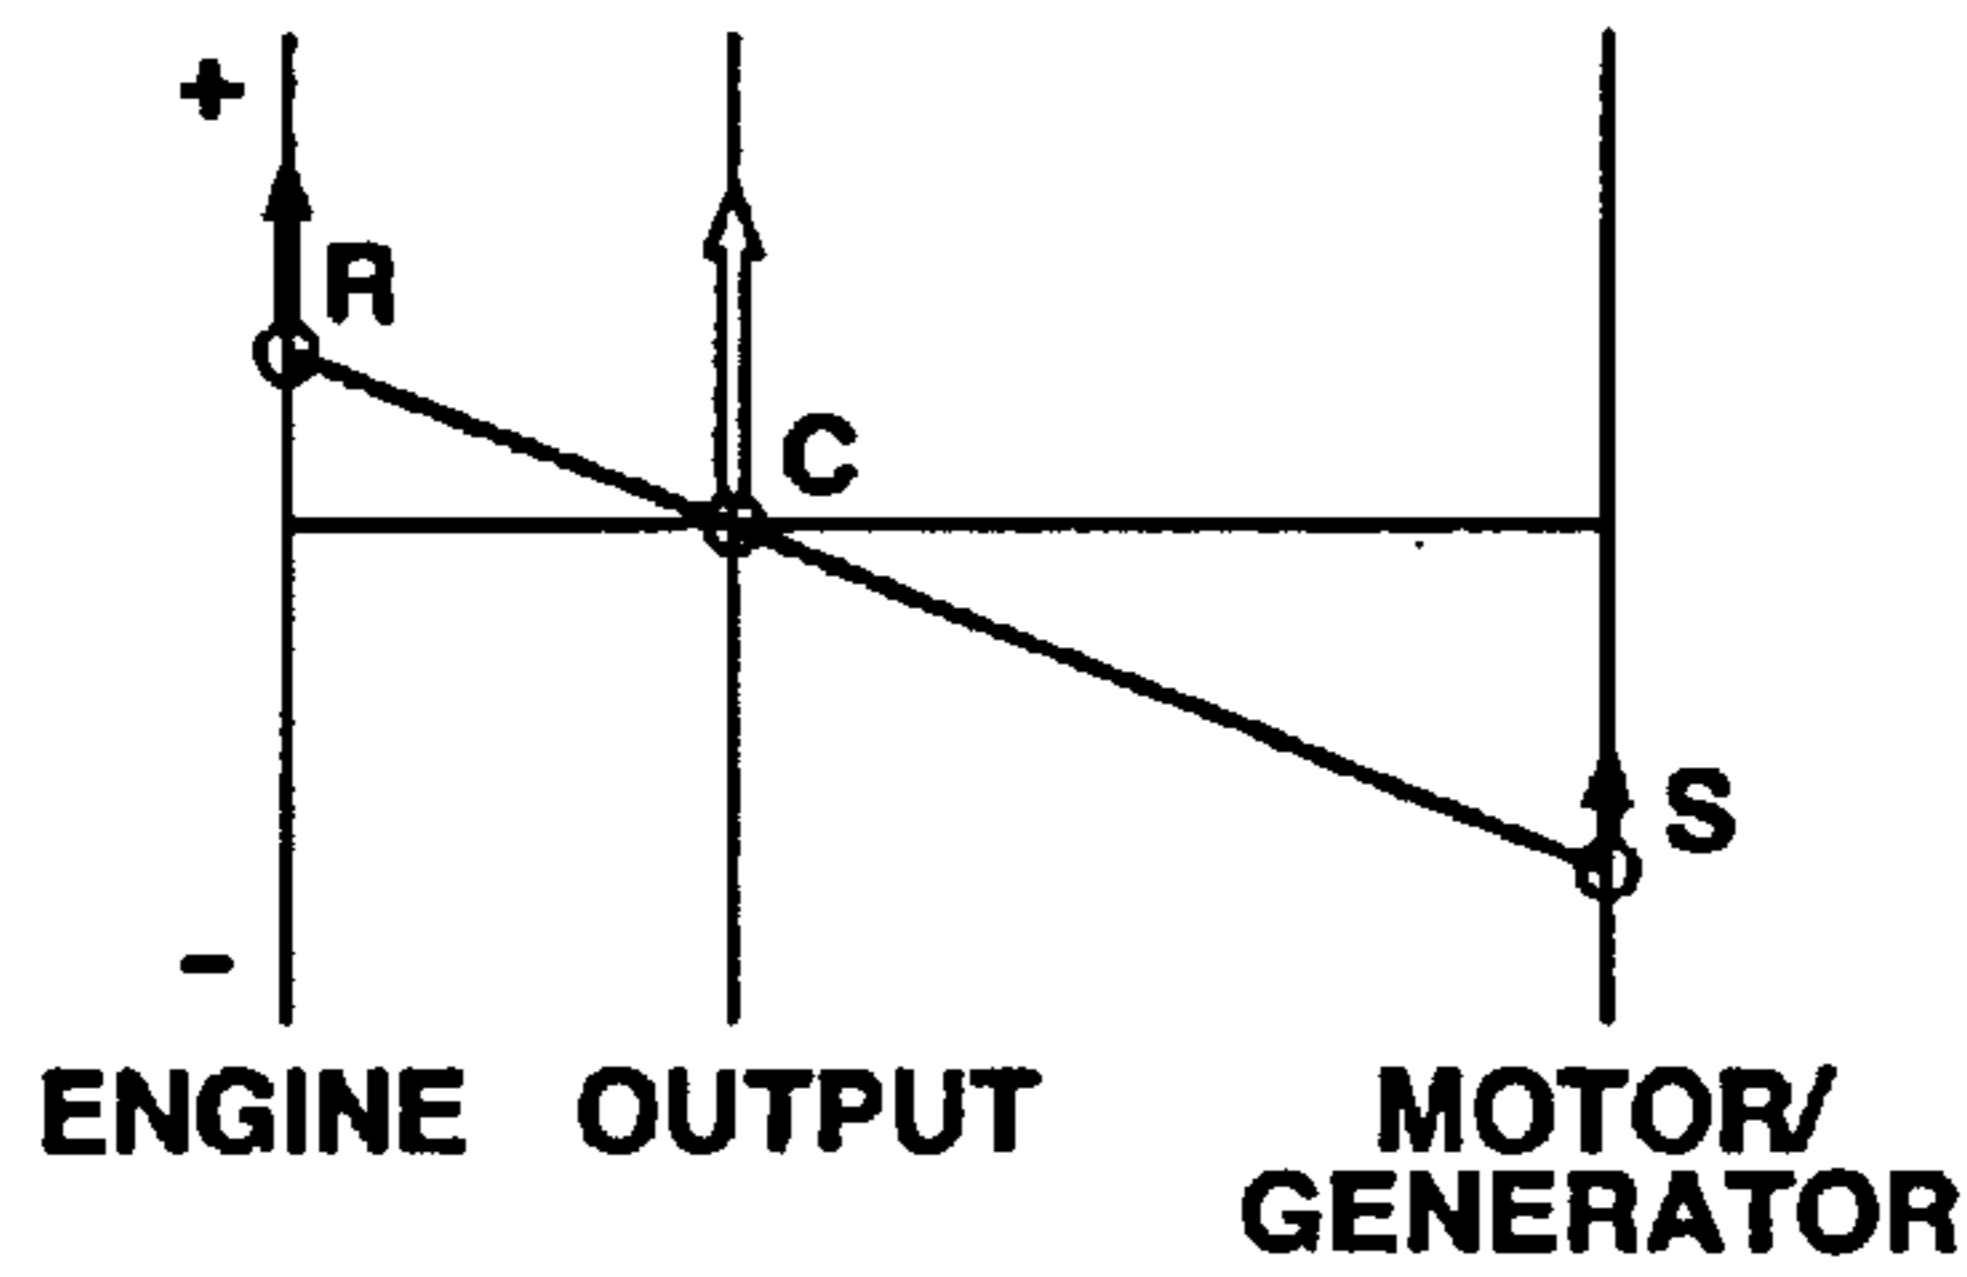 +
R
C
S
-
ENGINE OUTPUT MOTOR/
GENERATOR